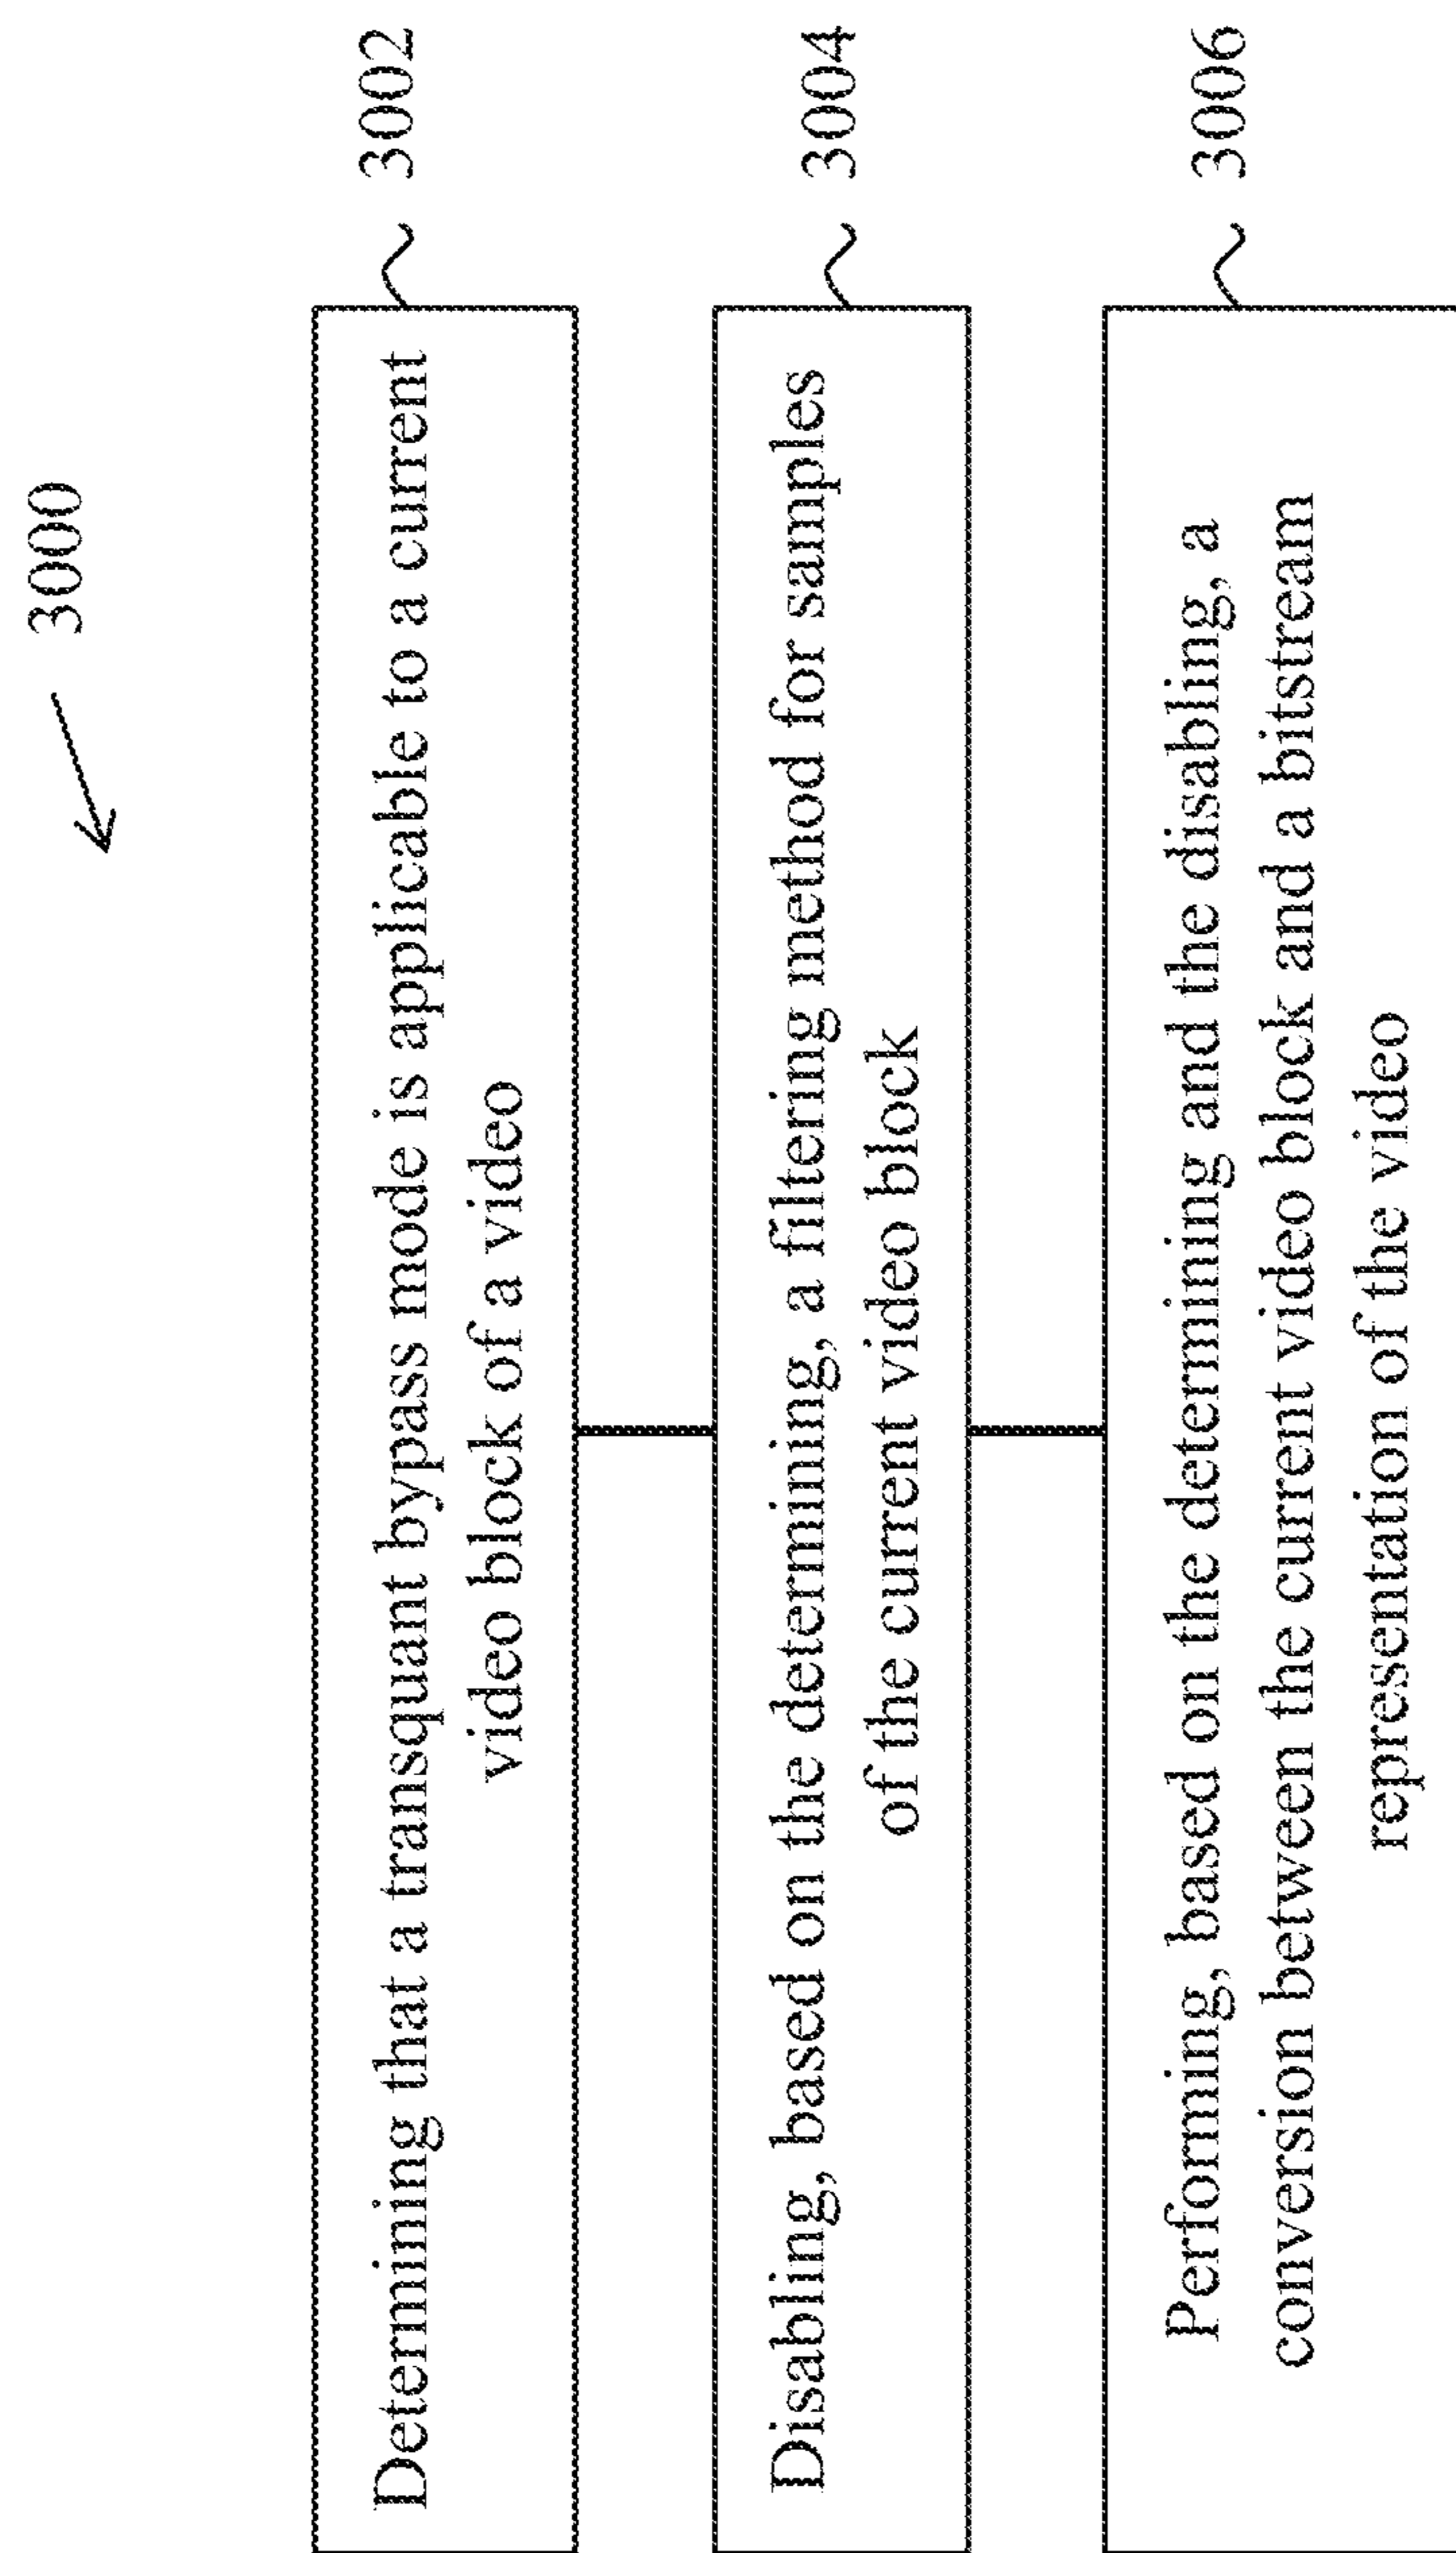 3000
Determining that a transquant bypass mode is applicable to a current
video block of a video
3002
Disabling, based on the determining, a filtering method for samples
of the current video block
3004
Performing, based on the determining and the disabling, a
conversion between the current video block and a bitstream
representation of the video
3006